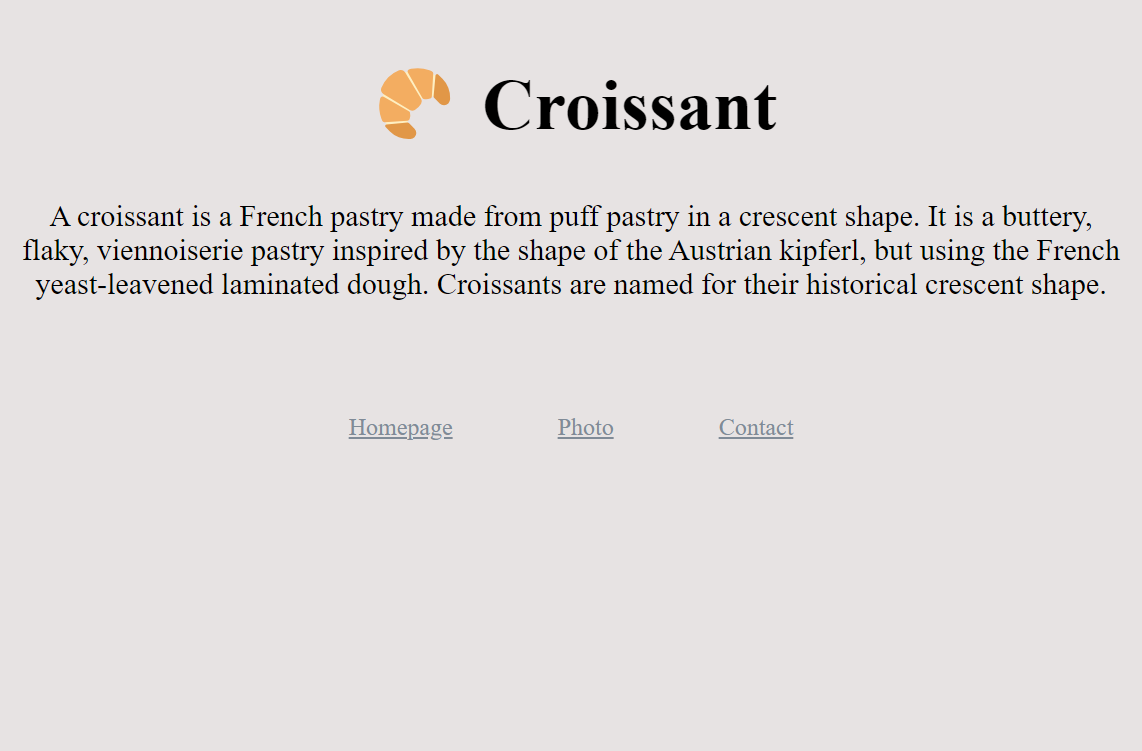 Croissant
A croissant is a French pastry made from puff pastry in a crescent shape. It is a buttery,
flaky, viennoiserie pastry inspired by the shape of the Austrian kipferl, but using the French
yeast-leavened laminated dough. Croissants are named for their historical crescent shape.
Homepage Photo Contact